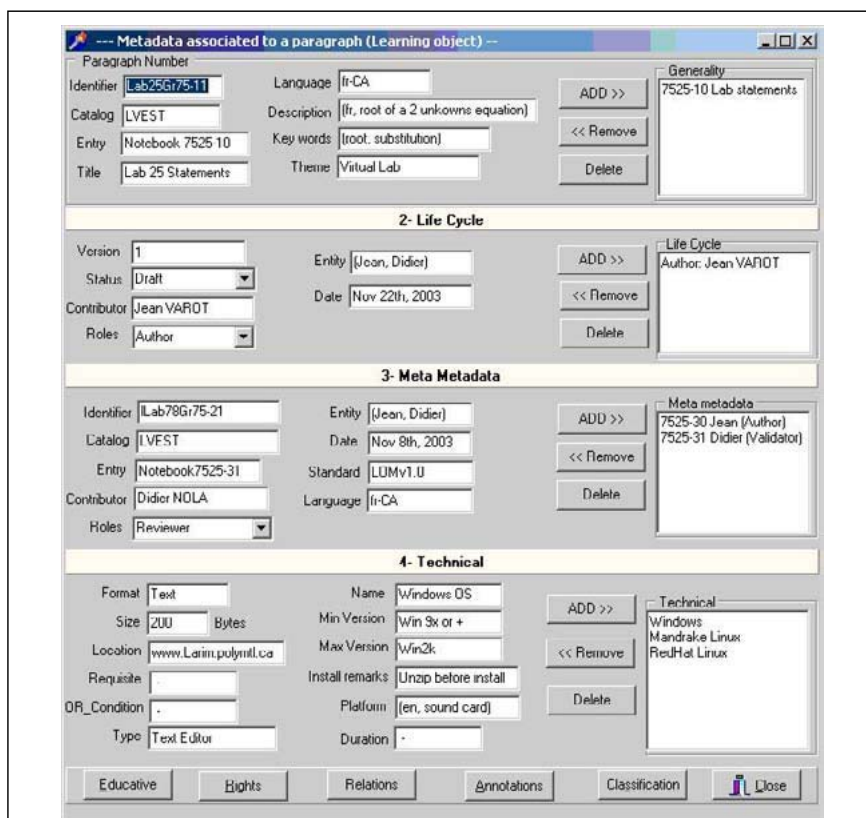 --- Metadata associated to a paragraph (Learning object) --
Paragraph Number
Identifier Lab25Gr75-11
Catalog LVEST
Entry Notebook 7525 10
Title Lab 25 Statements
Language fr-CA
Description (fr, root of a 2 unkowns equation)
Key words (root, substitution)
Theme Virtual Lab
ADD >>
<< Remove
Delete
Generality
7525-10 Lab statements
2- Life Cycle
Version 1
Status Draft
Contributor Jean VAROT
Roles Author
Entity (Jean, Didier)
Date Nov 22th, 2003
ADD >>
<< Remove
Delete
Life Cycle
Author: Jean VAROT
3- Meta Metadata
Identifier ILab78Gr75-21
Catalog LVEST
Entry Notebook7525-31
Contributor Didier NOLA
Roles Reviewer
Entity (Jean, Didier)
Date Nov 8th, 2003
Standard LOMv1.0
Language fr-CA
ADD >>
<< Remove
Delete
Meta metadata
7525-30 Jean (Author)
7525-31 Didier (Validator)
4- Technical
Format Text
Size 200 Bytes
Location www.Larim.polymtl.ca
Requisite .
OR_Condition .
Type Text Editor
Name Windows OS
Min Version Win 9x or +
Max Version Win2k
Install remarks Unzip before install
Platform (en, sound card)
Duration -
ADD >>
<< Remove
Delete
Technical
Windows
Mandrake Linux
RedHat Linux
Educative
Rights
Relations
Annotations
Classification
Close